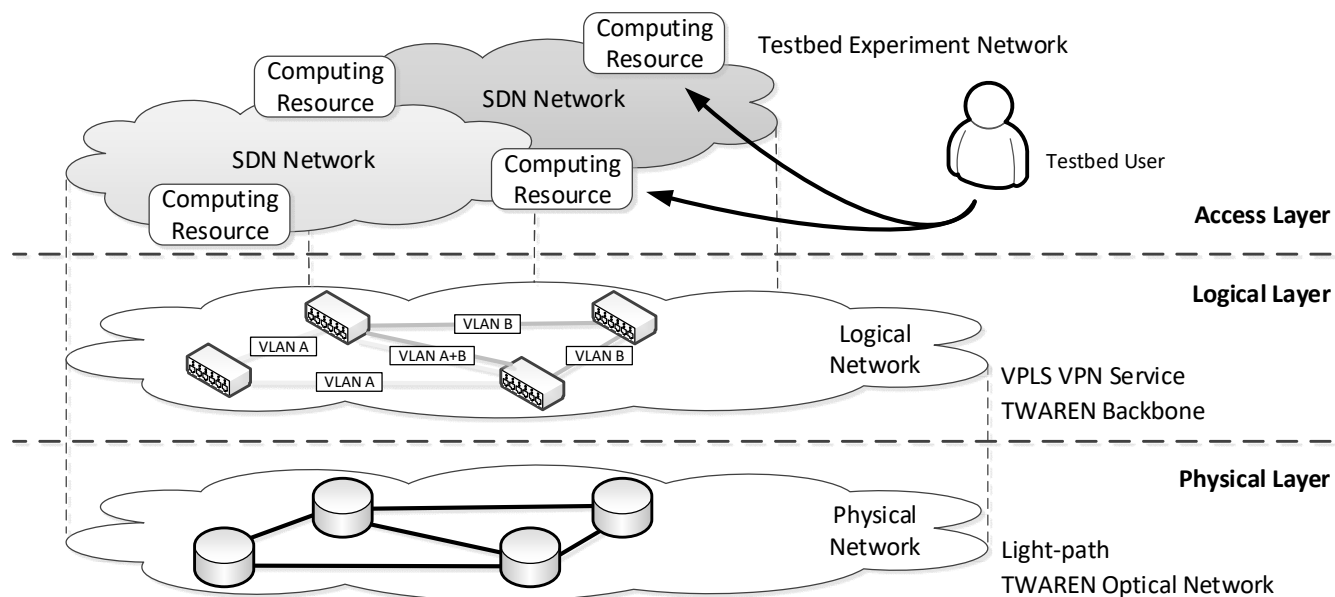 Computing
Resource
Testbed Experiment Network
Computing
Resource
SDN Network
SDN Network
Computing
Resource
Testbed User
Computing
Resource
Access Layer
Logical Layer
VLAN B
VLAN A
VLAN A+B
VLAN B
VLAN A
Logical
Network
VPLS VPN Service
TWAREN Backbone
Physical Layer
Physical
Network
Light-path
TWAREN Optical Network